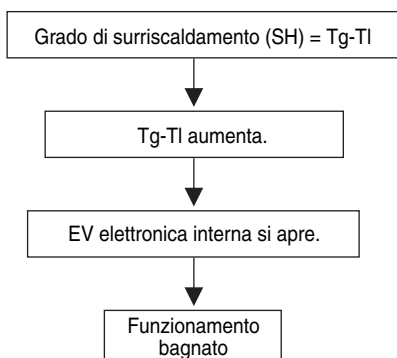 Grado di surriscaldamento (SH) = Tg-Tl
Tg-Tl aumenta.
EV elettronica interna si apre.
Funzionamento
bagnato